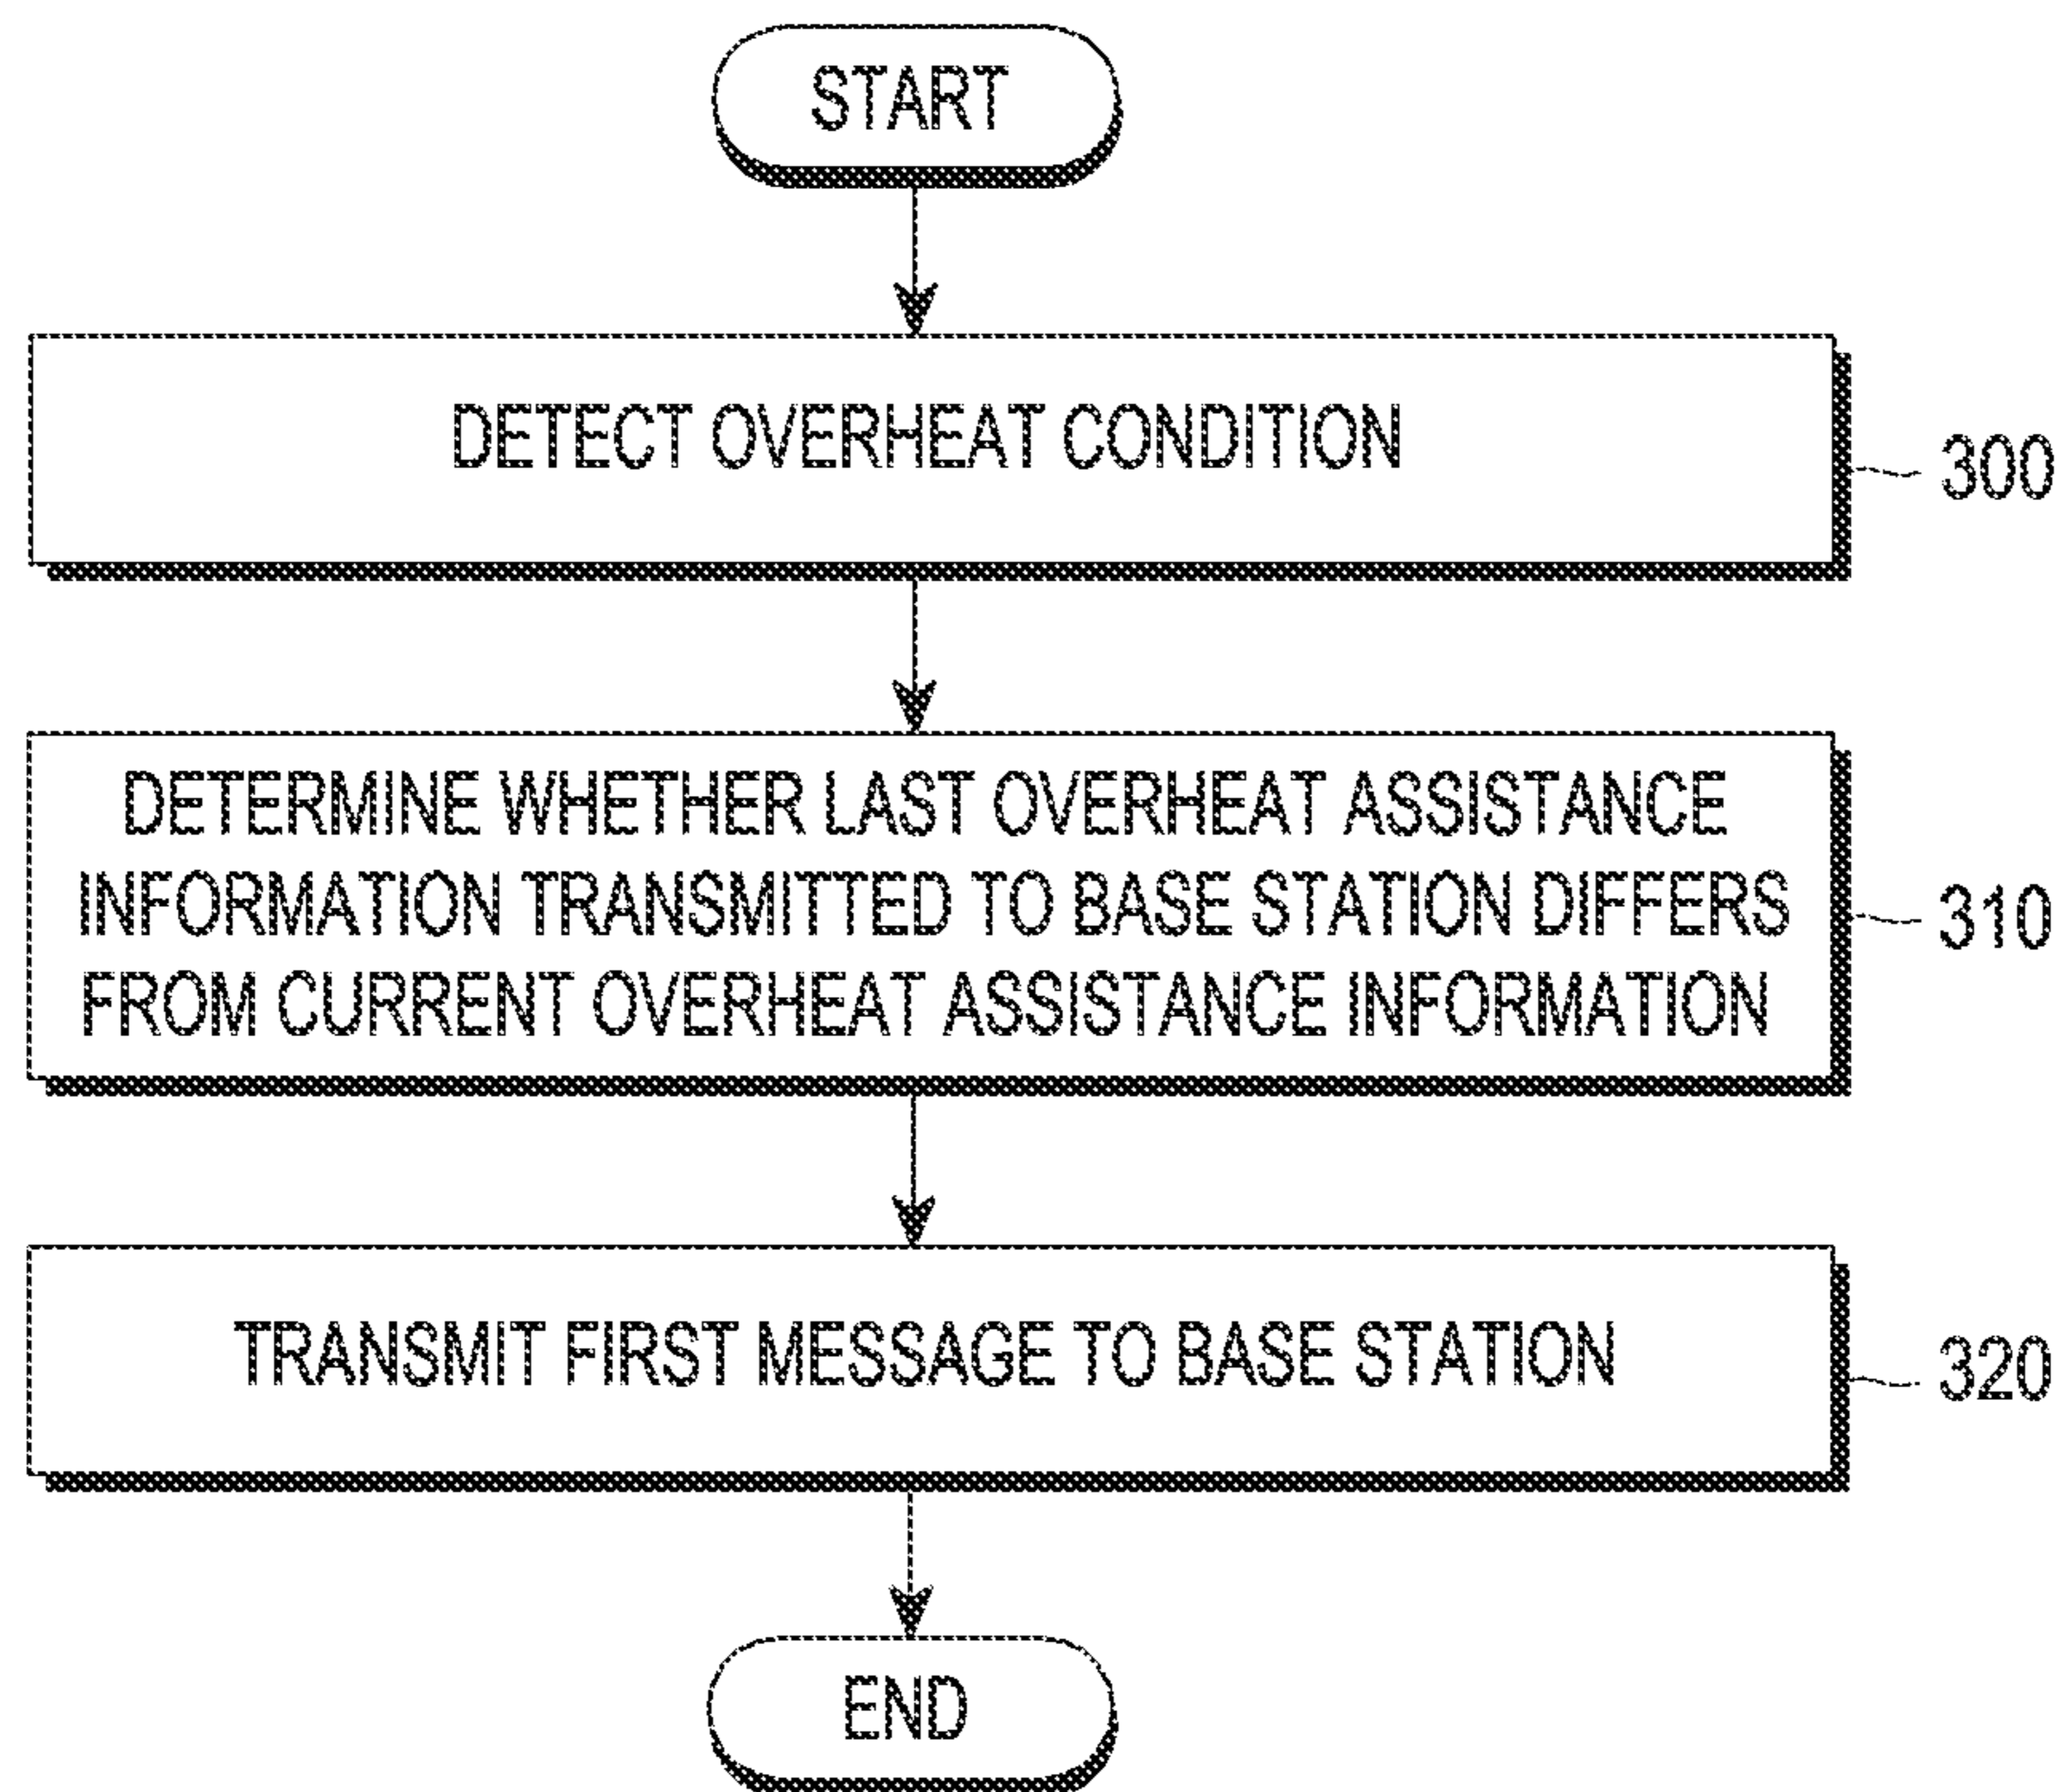 START
DETECT OVERHEAT CONDITION
300
DETERMINE WHETHER LAST OVERHEAT ASSISTANCE
INFORMATION TRANSMITTED TO BASE STATION DIFFERS
FROM CURRENT OVERHEAT ASSISTANCE INFORMATION
310
TRANSMIT FIRST MESSAGE TO BASE STATION
320
END